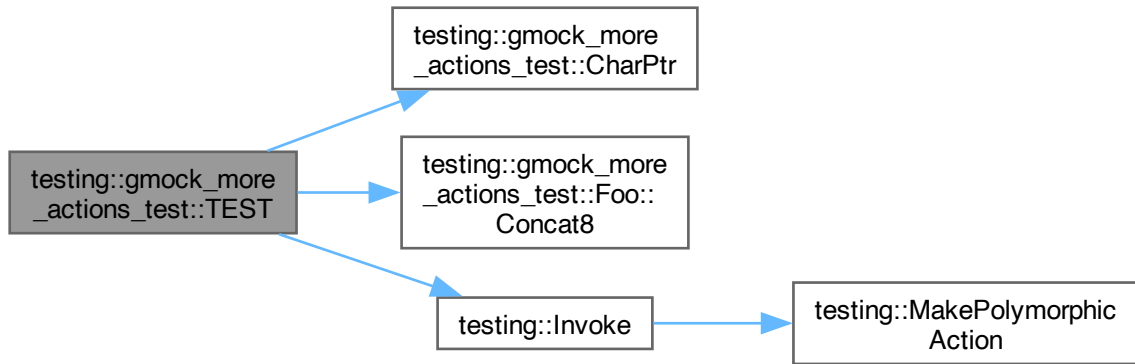 testing::gmock_more
_actions_test::CharPtr
testing::gmock_more
_actions_test::TEST
testing::gmock_more
_actions_test::Foo::
Concat8
testing::Invoke
testing::MakePolymorphic
Action